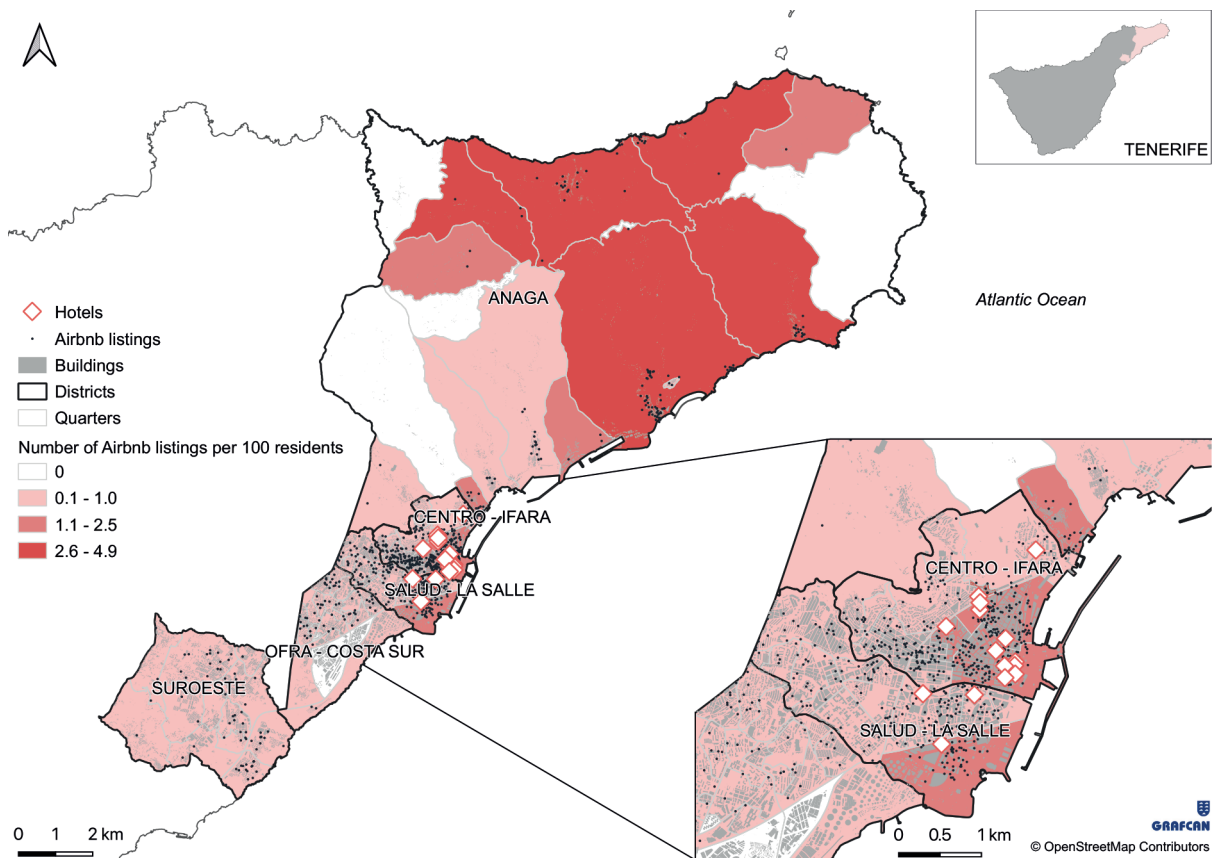 TENERIFE
ANAGA
Atlantic Ocean
Hotels
Airbnb listings
Buildings
Districts
Quarters
Number of Airbnb listings per 100 residents
0
0.1 - 1.0
1.1 - 2.5
2.6 - 4.9
CENTRO - IFARA
SALUD - LA SALLE
OFRA - COSTA SUR
SUROESTE
0 1 2 km
CENTRO - IFARA
SALUD - LA SALLE
GRAFCAN
0 0.5 1 km
© OpenStreetMap Contributors